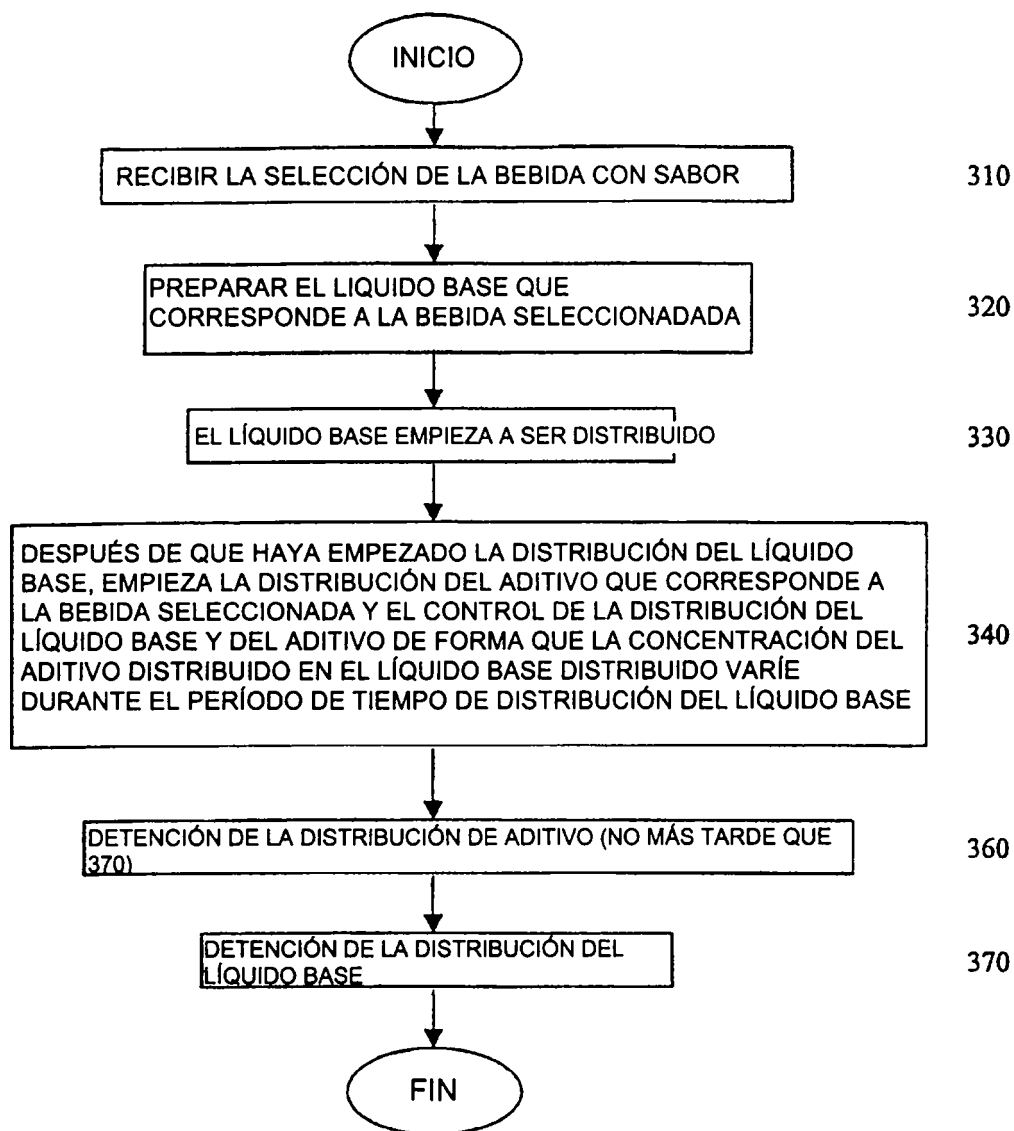 INICIO
RECIBIR LA SELECCIÓN DE LA BEBIDA CON SABOR
310
PREPARAR EL LIQUIDO BASE QUE
CORRESPONDE A LA BEBIDA SELECCIONADADA
320
EL LÍQUIDO BASE EMPIEZA A SER DISTRIBUIDO
330
DESPUÉS DE QUE HAYA EMPEZADO LA DISTRIBUCIÓN DEL LÍQUIDO
BASE, EMPIEZA LA DISTRIBUCIÓN DEL ADITIVO QUE CORRESPONDE A
LA BEBIDA SELECCIONADA Y EL CONTROL DE LA DISTRIBUCIÓN DEL
LÍQUIDO BASE Y DEL ADITIVO DE FORMA QUE LA CONCENTRACIÓN DEL
ADITIVO DISTRIBUIDO EN EL LÍQUIDO BASE DISTRIBUIDO VARÍE
DURANTE EL PERÍODO DE TIEMPO DE DISTRIBUCIÓN DEL LÍQUIDO BASE
340
DETENCIÓN DE LA DISTRIBUCIÓN DE ADITIVO (NO MÁS TARDE QUE
370)
360
DETENCIÓN DE LA DISTRIBUCIÓN DEL
LÍQUIDO BASE
370
FIN